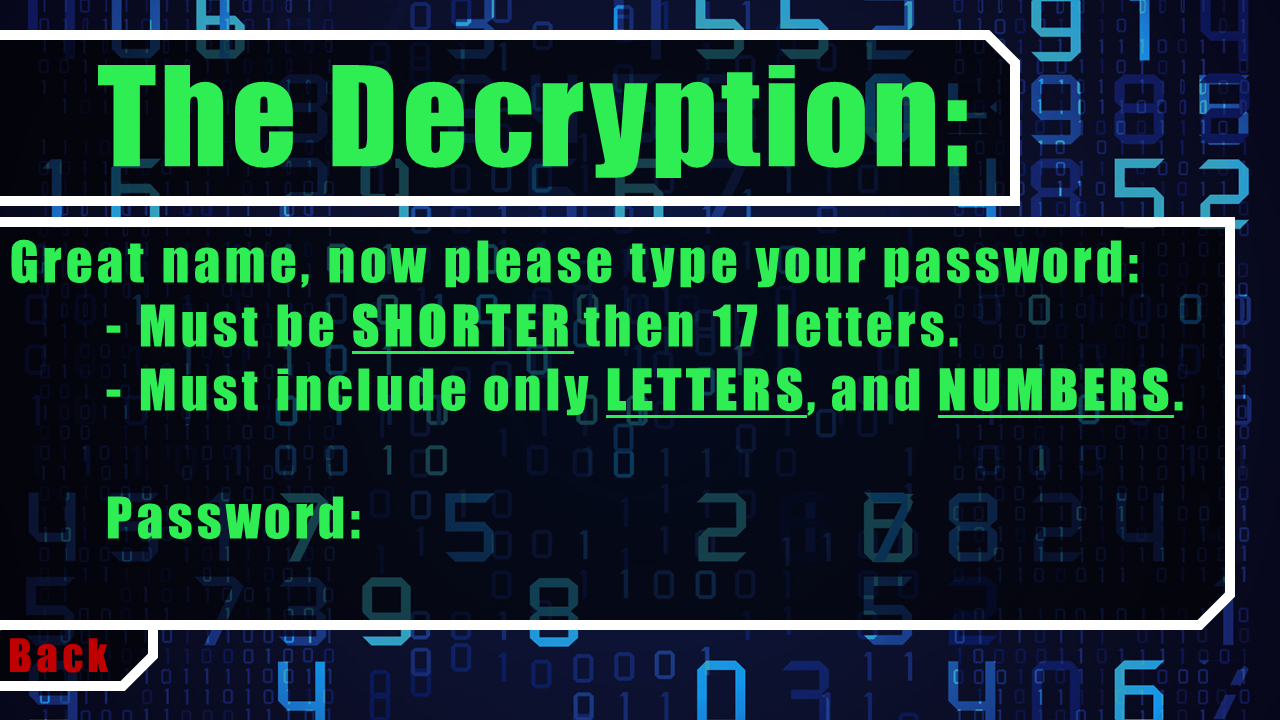 The Decryption:
Great name, now please type your password:
- Must be SHORTER then 17 letters.
- Must include only LETTERS, and NUMBERS.
Password:
Back